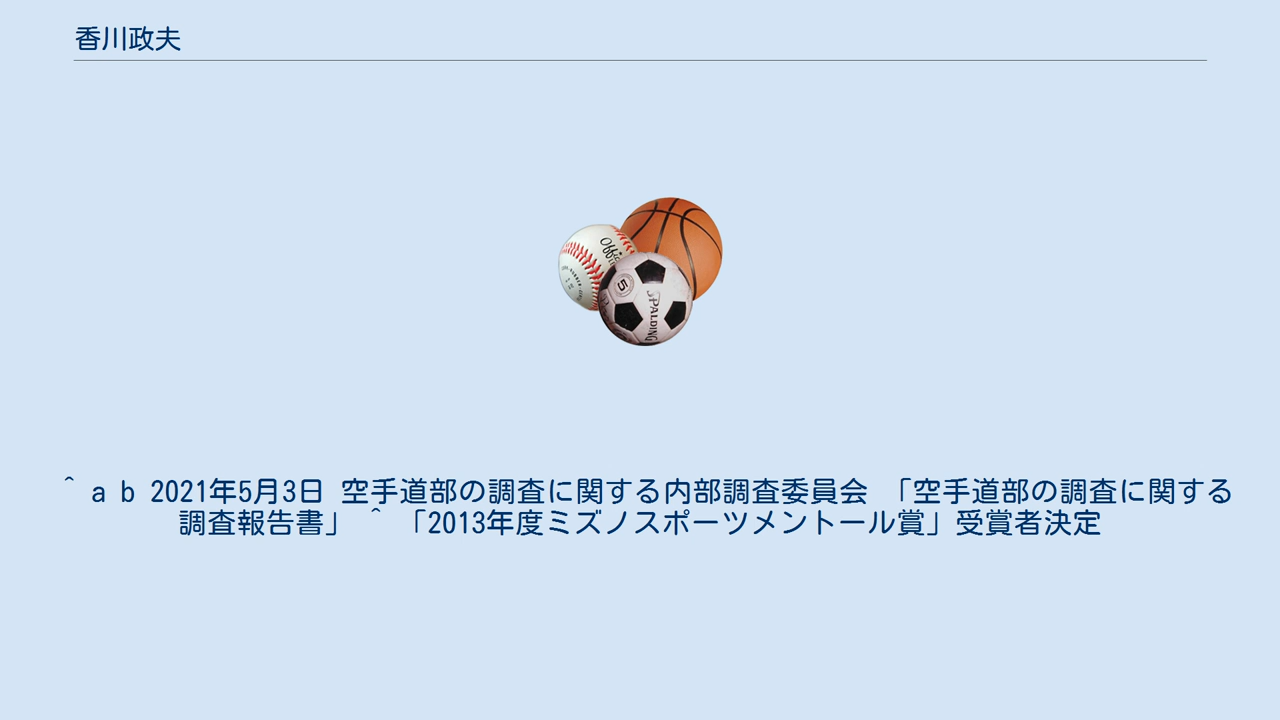 香川政夫
Offic
5
SPALDING
^ a b 2021年5月3日 空手道部の調査に関する内部調査委員会 「空手道部の調査に関する
調査報告書」 ^ 「2013年度ミズノスポーツメントール賞」受賞者決定